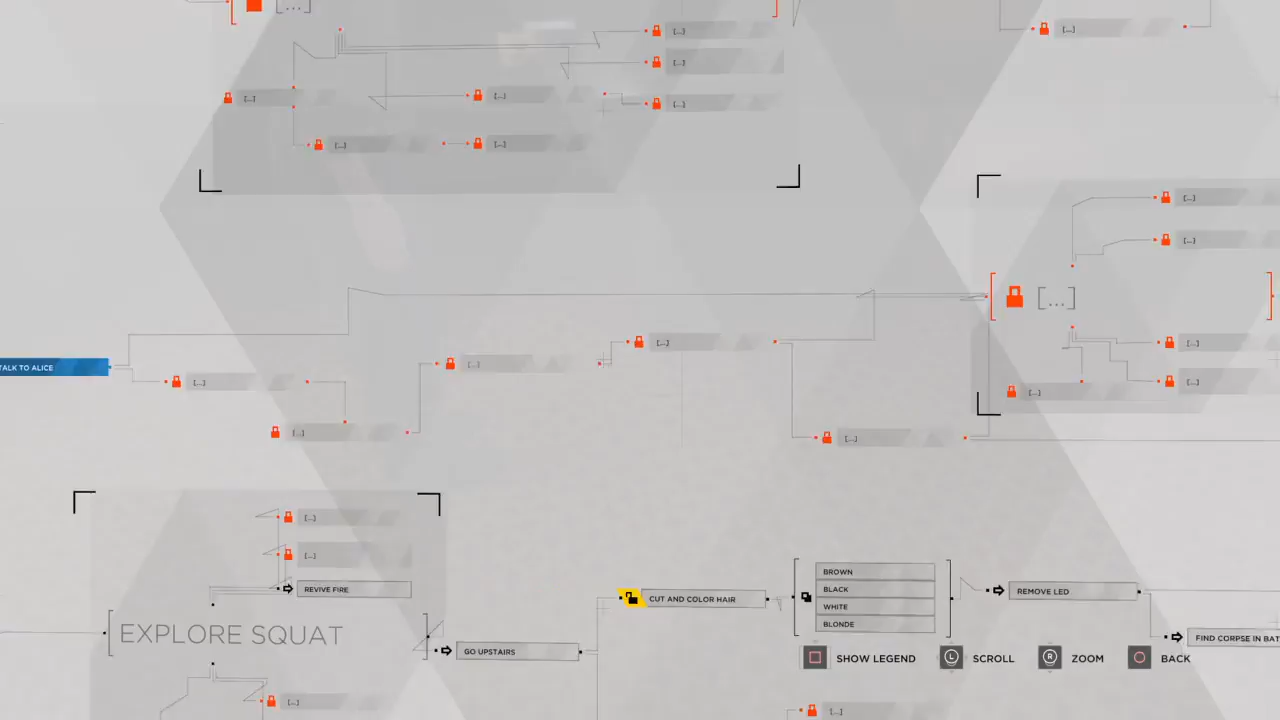 [...]
[...]
[...]
[...]
[...]
[...]
[...]
[...]
[...]
[...]
[...]
[...]
[...]
TALK TO ALICE
[...]
[...]
[...]
[...]
[...]
[...]
[...]
[...]
[...]
[...]
REVIVE FIRE
EXPLORE SQUAT
GO UPSTAIRS
CUT AND COLOR HAIR
BROWN
BLACK
WHITE
BLONDE
REMOVE LED
FIND CORPSE IN BAT
SHOW LEGEND
L
SCROLL
R
ZOOM
BACK
[...]
[...]